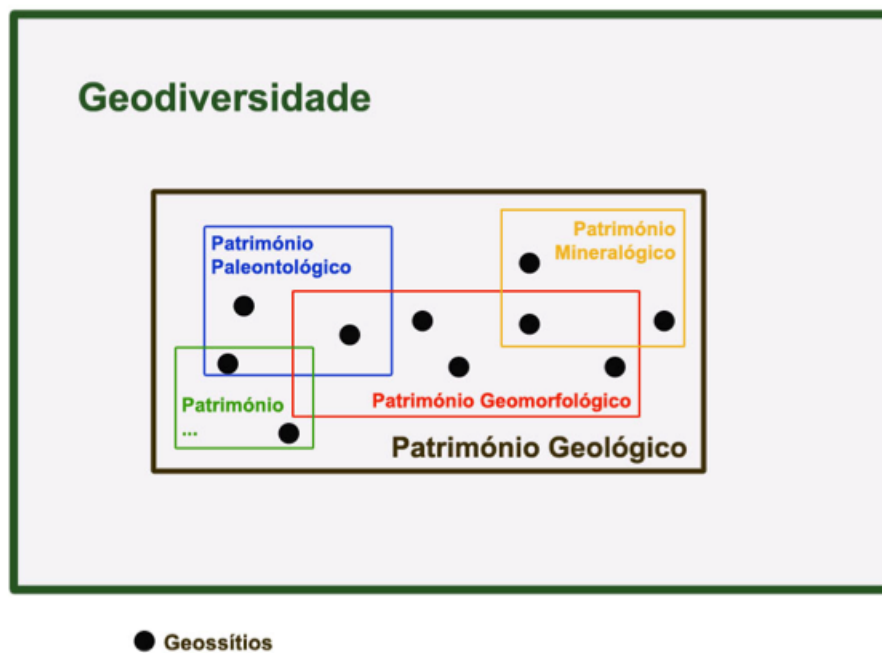 Geodiversidade
Património
Paleontológico
Património
Mineralógico
Património
...
Património Geomorfológico
Património Geológico
Geossítios